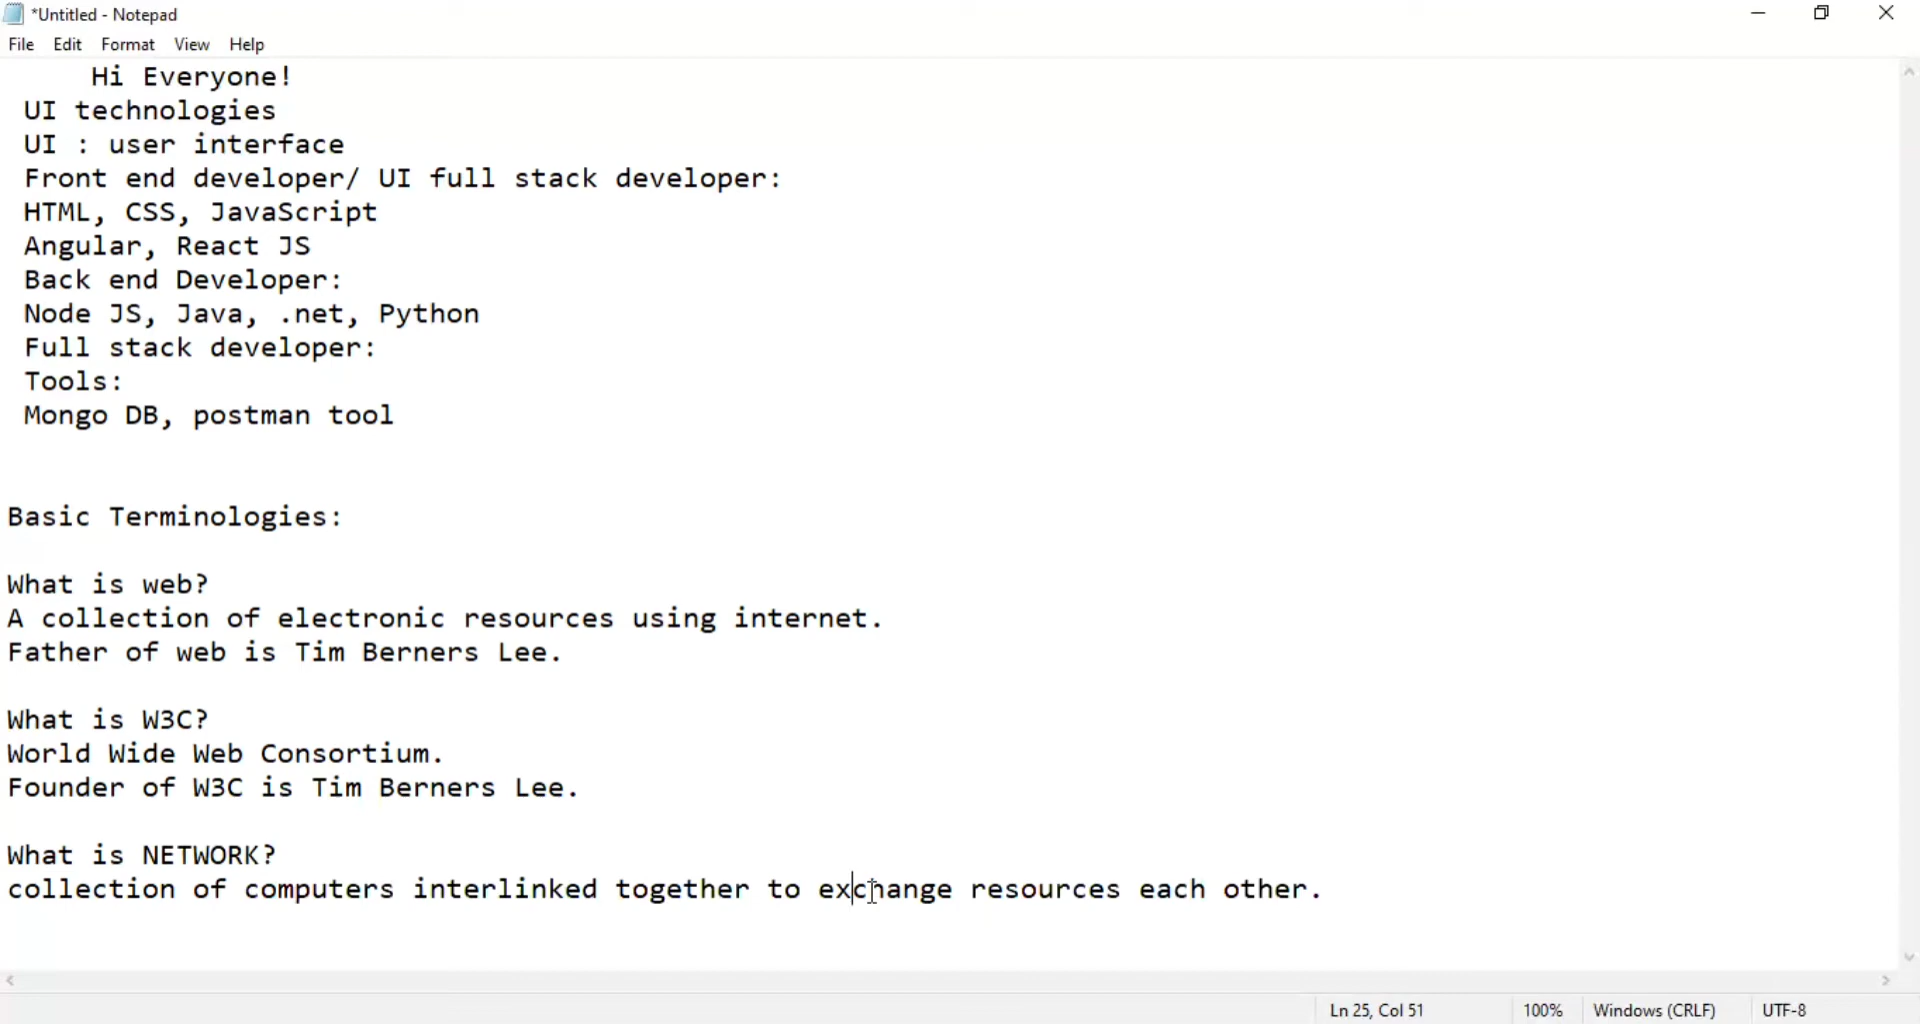 *Untitled - Notepad
File Edit Format View Help
Hi Everyone!
UI technologies
UI : user interface
Front end developer/ UI full stack developer:
HTML, CSS, JavaScript
Angular, React JS
Back end Developer:
Node JS, Java, .net, Python
Full stack developer:
Tools:
Mongo DB, postman tool
Basic Terminologies:
What is web?
A collection of electronic resources using internet.
Father of web is Tim Berners Lee.
What is W3C?
World Wide Web Consortium.
Founder of W3C is Tim Berners Lee.
What is NETWORK?
collection of computers interlinked together to exchange resources each other.
Ln 25, Col 51 100% Windows (CRLF) UTF-8